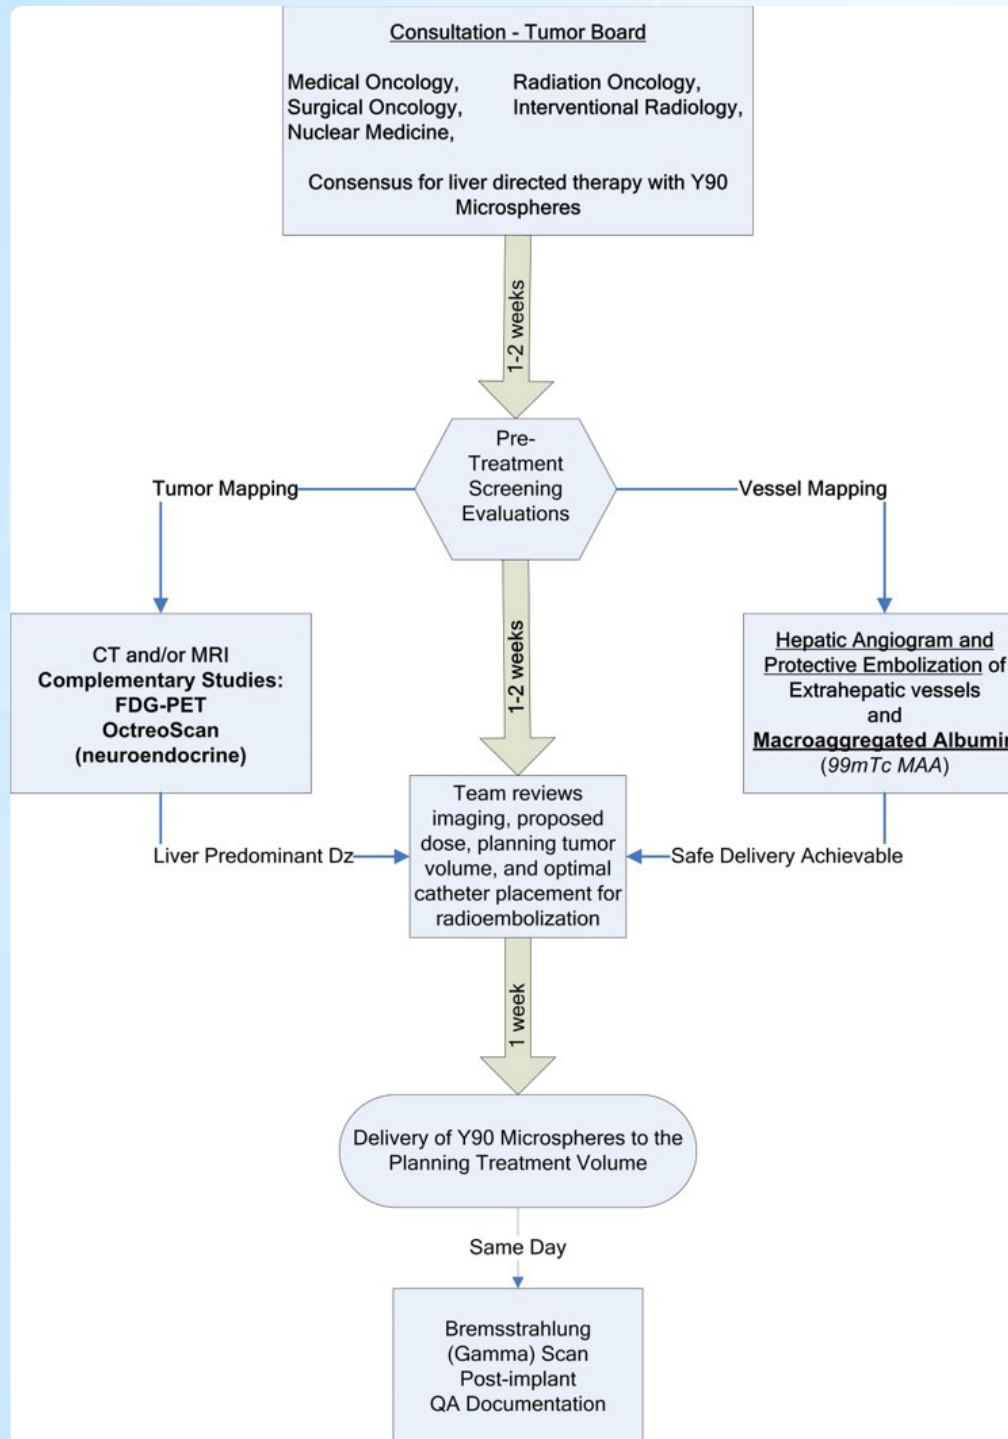 Consultation - Tumor Board
Medical Oncology, Radiation Oncology,
Surgical Oncology, Interventional Radiology,
Nuclear Medicine,
Consensus for liver directed therapy with Y90
Microspheres
1-2 weeks
Pre-
Treatment
Screening
Evaluations
Tumor Mapping
Vessel Mapping
CT and/or MRI
Complementary Studies:
FDG-PET
OctreoScan
(neuroendocrine)
1-2 weeks
Hepatic Angiogram and
Protective Embolization of
Extrahepatic vessels
and
Macroaggregated Albumin
(99mTc MAA)
Liver Predominant Dz
Team reviews
imaging, proposed
dose, planning tumor
volume, and optimal
catheter placement for
radioembolization
Safe Delivery Achievable
1 week
Delivery of Y90 Microspheres to the
Planning Treatment Volume
Same Day
Bremsstrahlung
(Gamma) Scan
Post-implant
QA Documentation